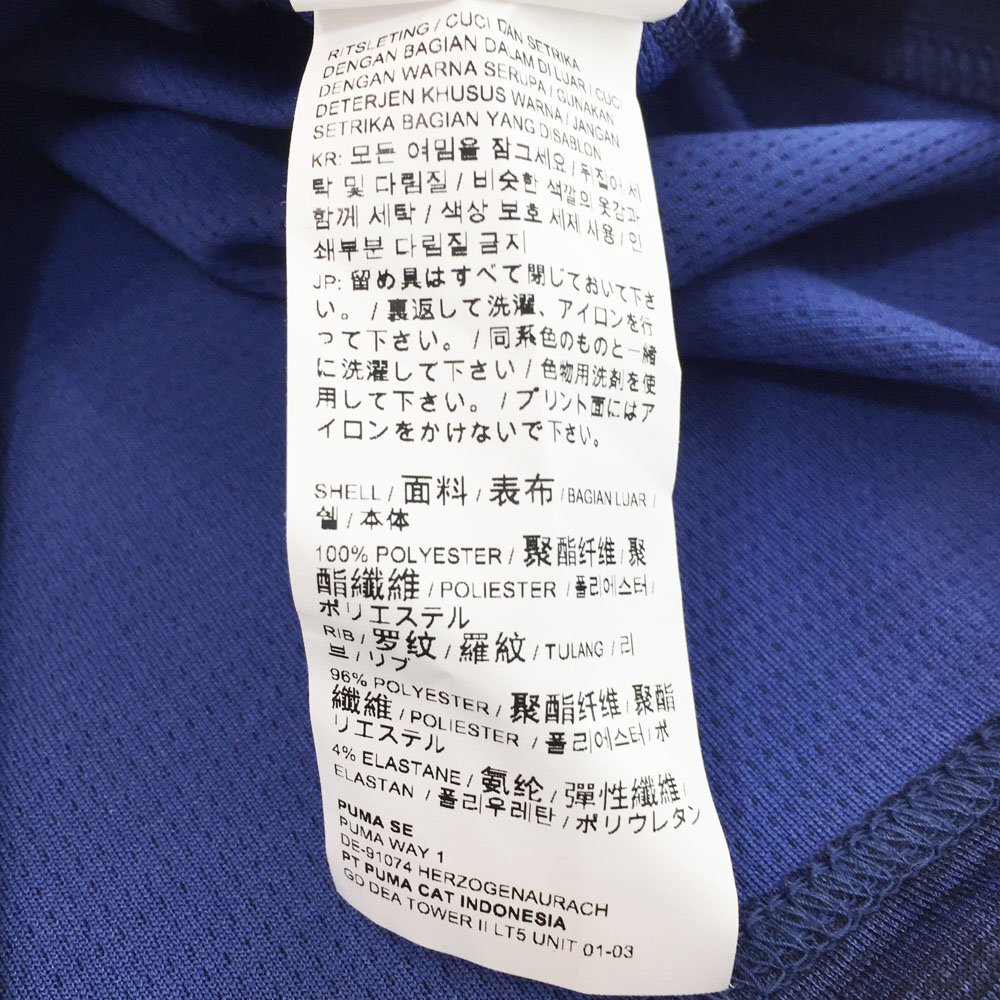 RITSLETING / CUCI DAN SETRIKA
DENGAN BAGIAN DALAM DI LUAR / CUCI
DENGAN WARNA SERUPA / GUNAKAN
DETERJEN KHUSUS WARNA / JANGAN
SETRIKA BAGIAN YANG DISABLON
KR: 모든 여밈을 잠그세요 / 뒤집어 세
탁 및 다림질 / 비슷한 색깔의 옷감과
함께 세탁 / 색상 보호 세제 사용 / 인
쇄부분 다림질 금지
JP: 留め具はすべて閉じておいて下さ
い。 / 裏返して洗濯、アイロンを行
って下さい。 / 同系色のものと一緒
に洗濯して下さい / 色物用洗剤を使
用して下さい。 / プリント面にはア
イロンをかけないで下さい。
SHELL / 面料 / 表布 / BAGIAN LUAR /
쉘 / 本体
100% POLYESTER / 聚酯纤维 / 聚
酯纖維 / POLIESTER / 폴리에스터 /
ポリエステル
RIB / 罗纹 / 羅紋 / TULANG / 리
브 / リブ
96% POLYESTER / 聚酯纤维 / 聚酯
纖維 / POLIESTER / 폴리에스터 / ポ
リエステル
4% ELASTANE / 氨纶 / 彈性纖維 /
ELASTAN / 폴리우레탄 / ポリウレタン
PUMA SE
PUMA WAY 1
DE-91074 HERZOGENAURACH
PT PUMA CAT INDONESIA
GD DEA TOWER II LT5 UNIT 01-03